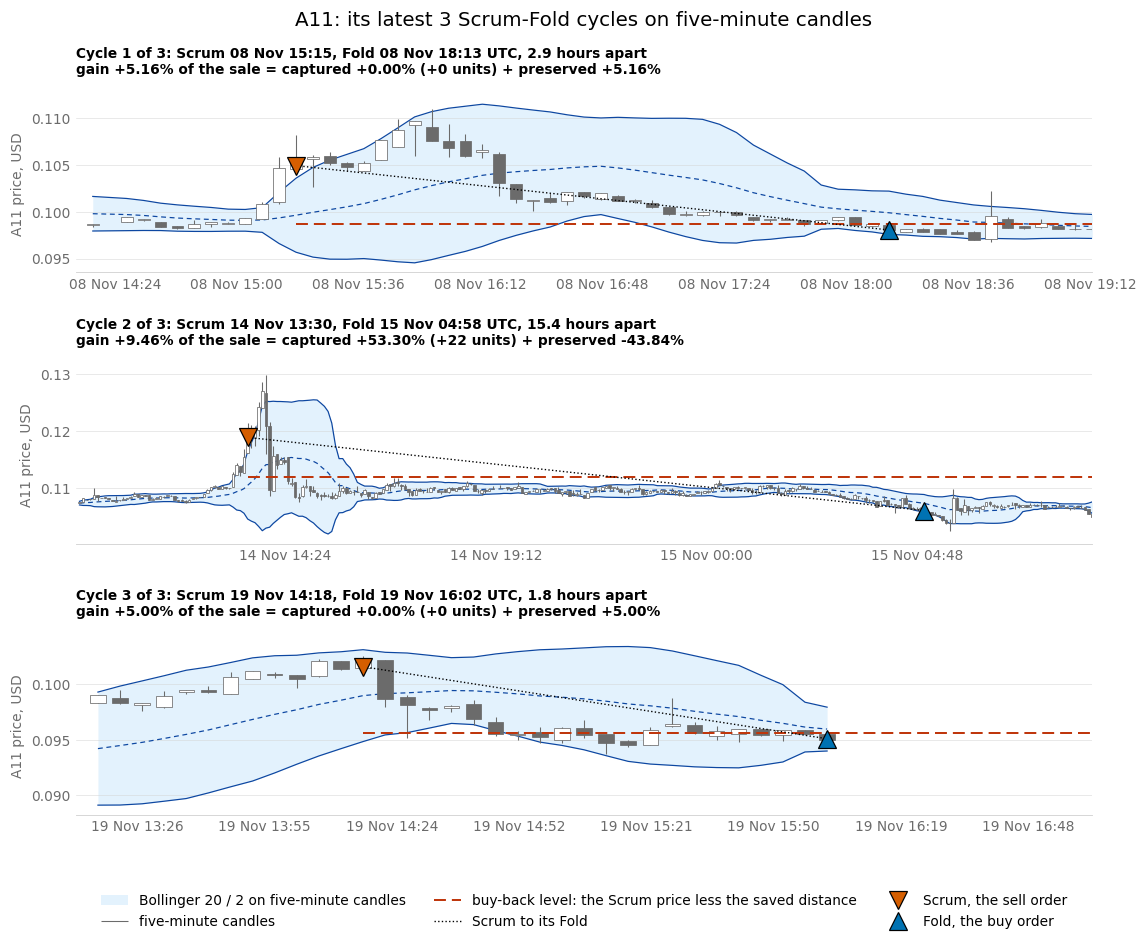 A11: its latest 3 Scrum-Fold cycles on five-minute candles
Cycle 1 of 3: Scrum 08 Nov 15:15, Fold 08 Nov 18:13 UTC, 2.9 hours apart
gain +5.16% of the sale = captured +0.00% (+0 units) + preserved +5.16%
A11 price, USD
0.110
0.105
0.100
0.095
08 Nov 14:24 08 Nov 15:00 08 Nov 15:36 08 Nov 16:12 08 Nov 16:48 08 Nov 17:24 08 Nov 18:00 08 Nov 18:36 08 Nov 19:12
Cycle 2 of 3: Scrum 14 Nov 13:30, Fold 15 Nov 04:58 UTC, 15.4 hours apart
gain +9.46% of the sale = captured +53.30% (+22 units) + preserved -43.84%
A11 price, USD
0.13
0.12
0.11
14 Nov 14:24 14 Nov 19:12 15 Nov 00:00 15 Nov 04:48
Cycle 3 of 3: Scrum 19 Nov 14:18, Fold 19 Nov 16:02 UTC, 1.8 hours apart
gain +5.00% of the sale = captured +0.00% (+0 units) + preserved +5.00%
A11 price, USD
0.100
0.095
0.090
19 Nov 13:26 19 Nov 13:55 19 Nov 14:24 19 Nov 14:52 19 Nov 15:21 19 Nov 15:50 19 Nov 16:19 19 Nov 16:48
Bollinger 20 / 2 on five-minute candles
five-minute candles
buy-back level: the Scrum price less the saved distance
Scrum to its Fold
Scrum, the sell order
Fold, the buy order